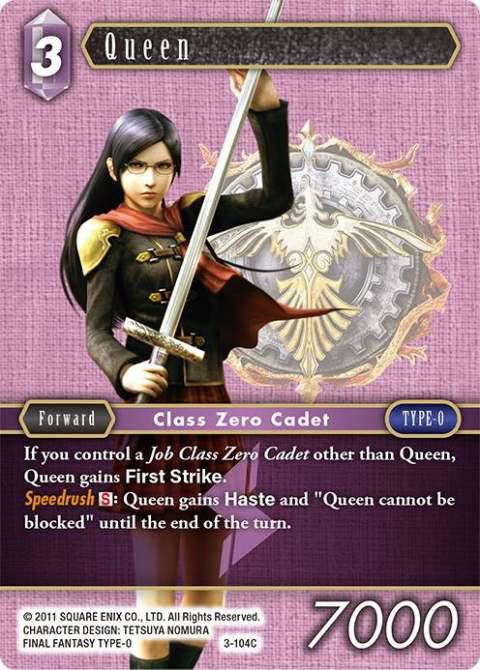 3
Queen
Forward
Class Zero Cadet
TYPE-0
If you control a Job Class Zero Cadet other than Queen,
Queen gains First Strike.
Speedrush S: Queen gains Haste and "Queen cannot be
blocked" until the end of the turn.
© 2011 SQUARE ENIX CO., LTD. All Rights Reserved.
CHARACTER DESIGN: TETSUYA NOMURA
FINAL FANTASY TYPE-0
3-104C
7000